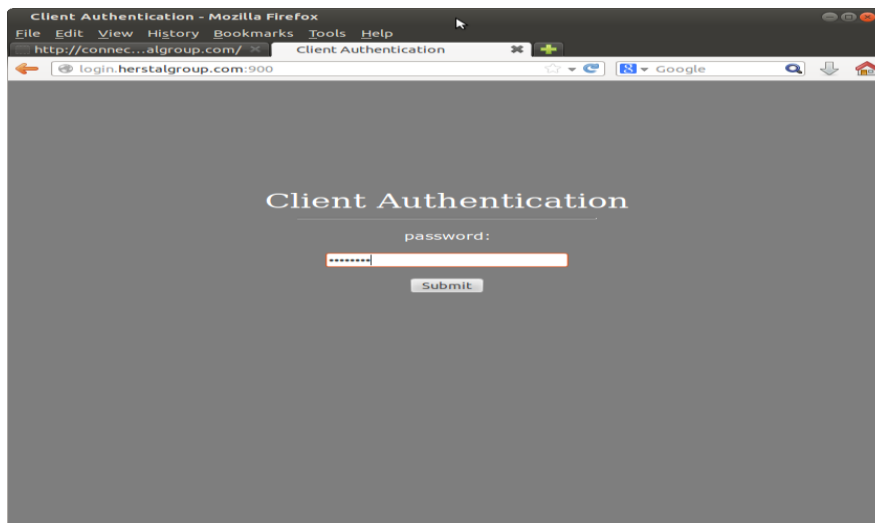 Client Authentication - Mozilla Firefox
File Edit View History Bookmarks Tools Help
http://connec...algroup.com/ Client Authentication
login.herstalgroup.com:900 Google
Client Authentication
password:
••••••••
Submit